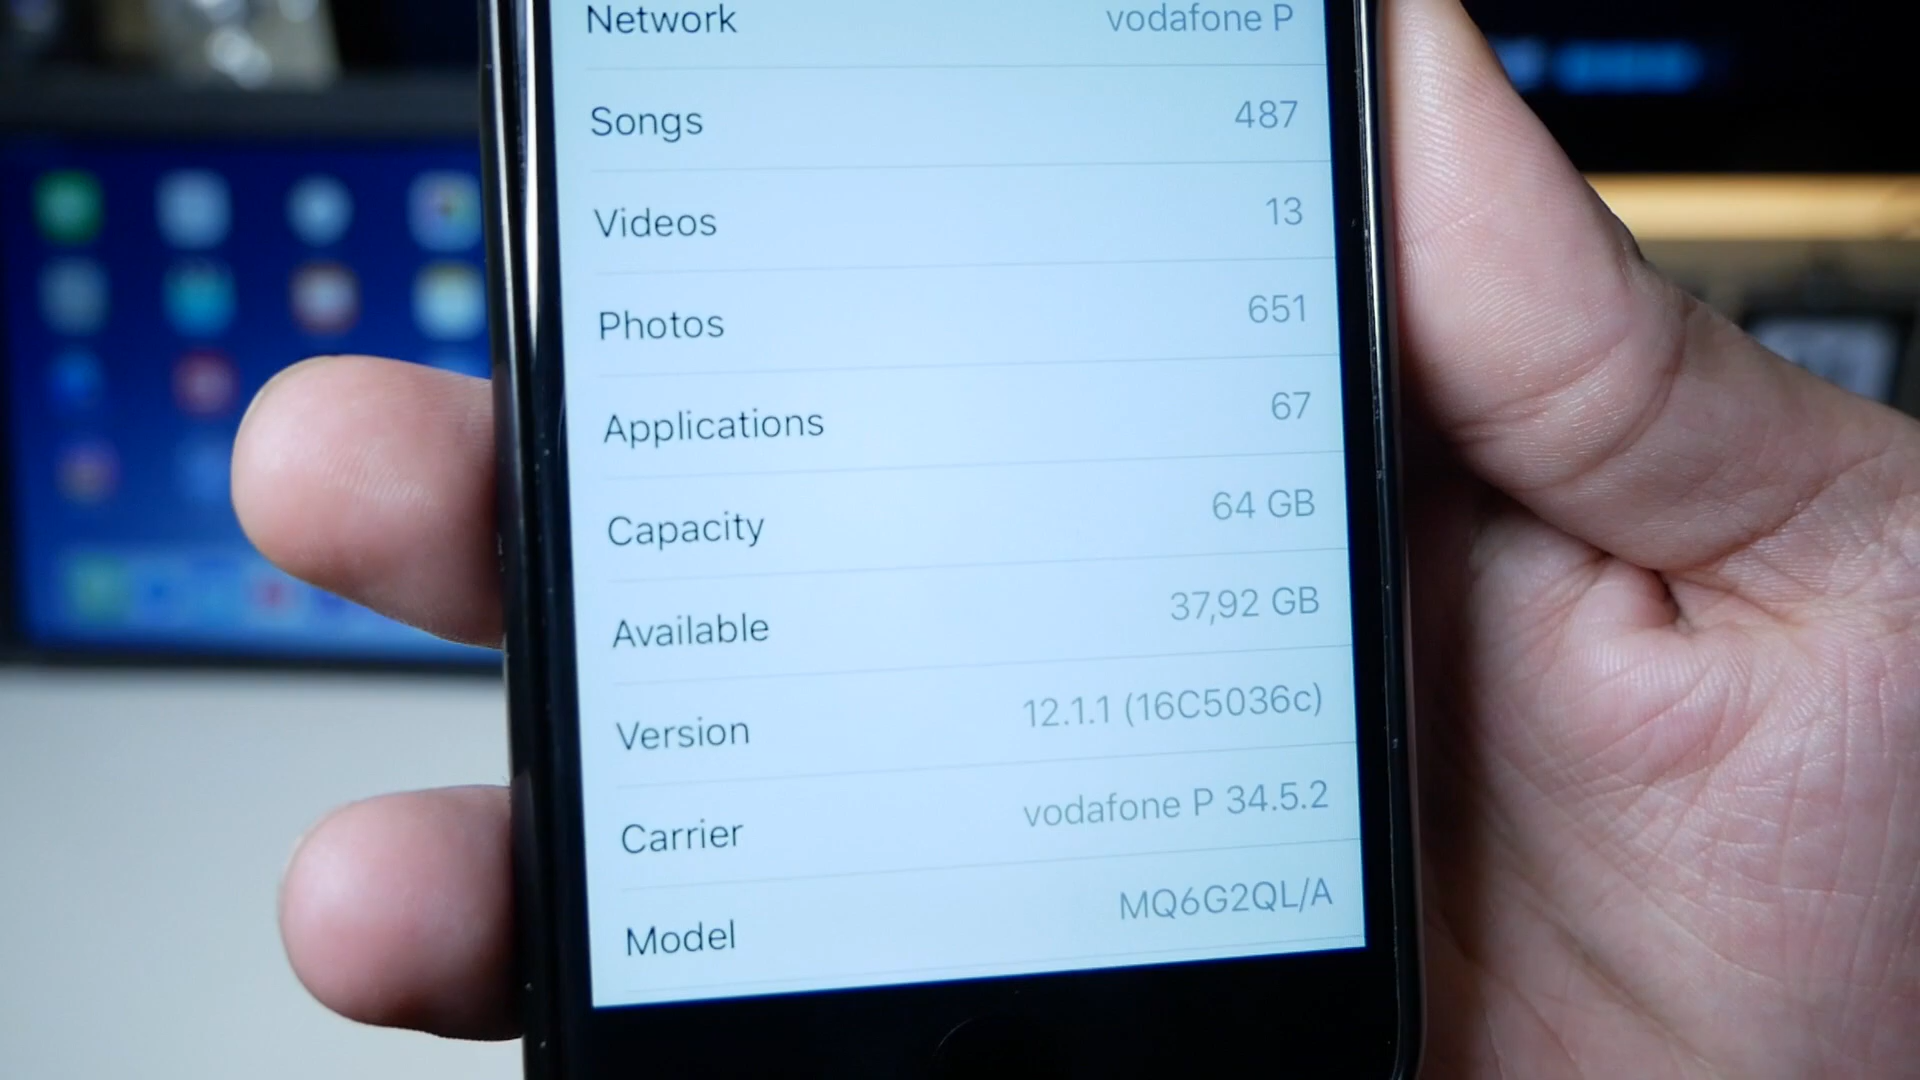 Network vodafone P
Songs 487
Videos 13
Photos 651
Applications 67
Capacity 64 GB
Available 37,92 GB
Version 12.1.1 (16C5036c)
Carrier vodafone P 34.5.2
Model MQ6G2QL/A